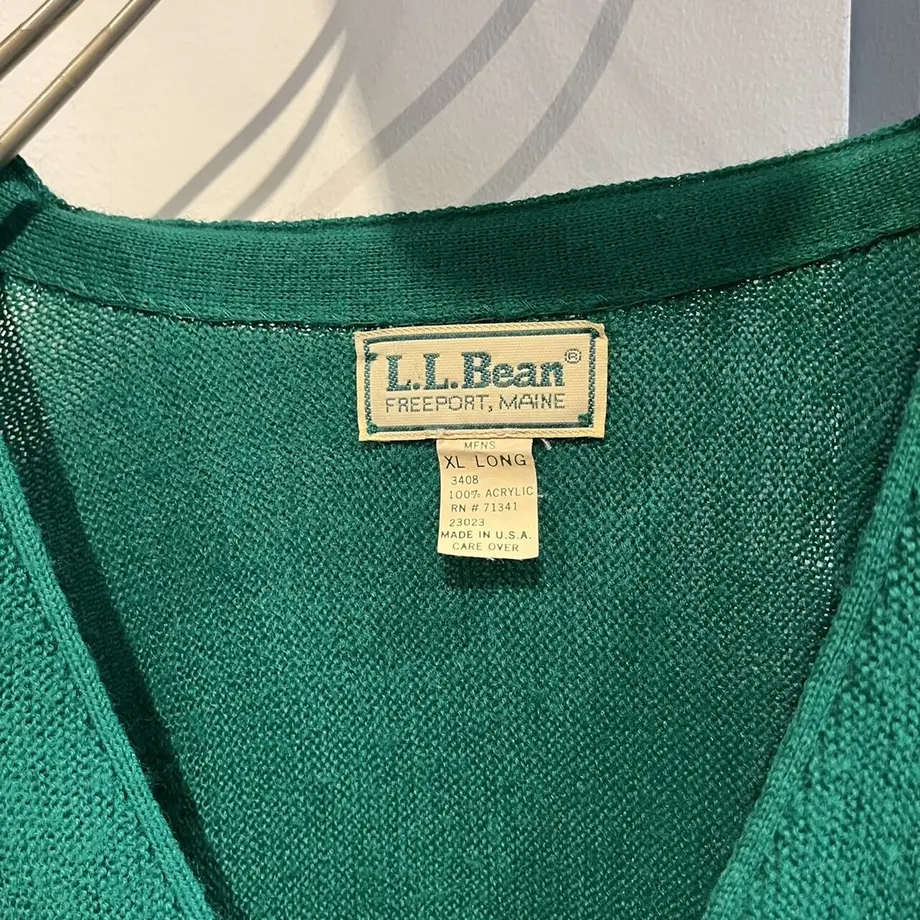 L.L.Bean®
FREEPORT, MAINE
MENS
XL LONG
3408
100% ACRYLIC
RN # 71341
23023
MADE IN U.S.A.
CARE OVER